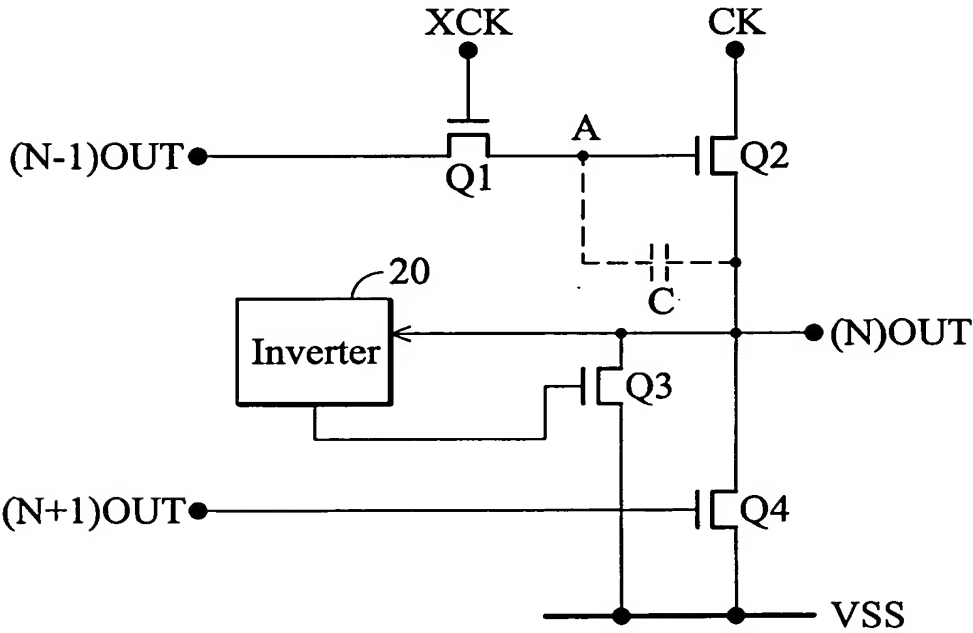 XCK
CK
A
(N-1)OUT
Q1
Q2
20
C
Inverter
(N)OUT
Q3
(N+1)OUT
Q4
VSS